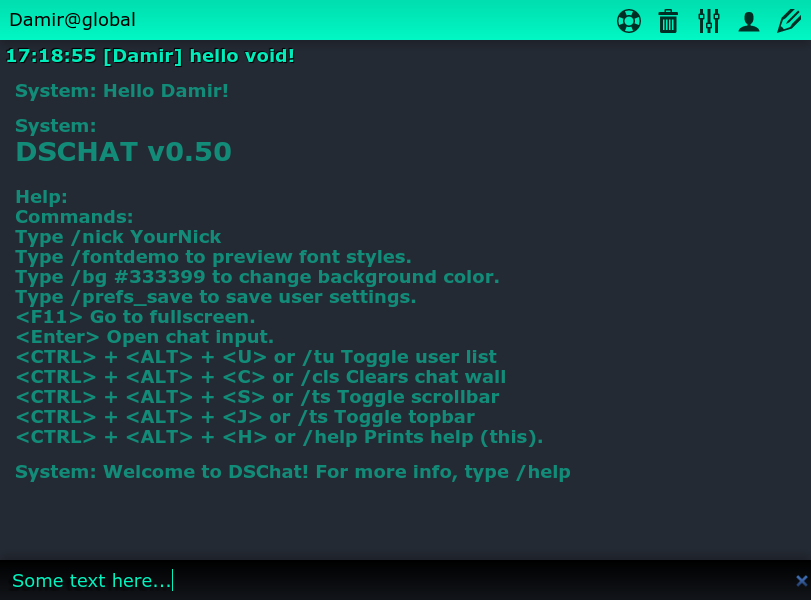 Damir@global
17:18:55 [Damir] hello void!
System: Hello Damir!
System:
DSCHAT v0.50
Help:
Commands:
Type /nick YourNick
Type /fontdemo to preview font styles.
Type /bg #333399 to change background color.
Type /prefs_save to save user settings.
<F11> Go to fullscreen.
<Enter> Open chat input.
<CTRL> + <ALT> + <U> or /tu Toggle user list
<CTRL> + <ALT> + <C> or /cls Clears chat wall
<CTRL> + <ALT> + <S> or /ts Toggle scrollbar
<CTRL> + <ALT> + <J> or /ts Toggle topbar
<CTRL> + <ALT> + <H> or /help Prints help (this).
System: Welcome to DSChat! For more info, type /help
Some text here...